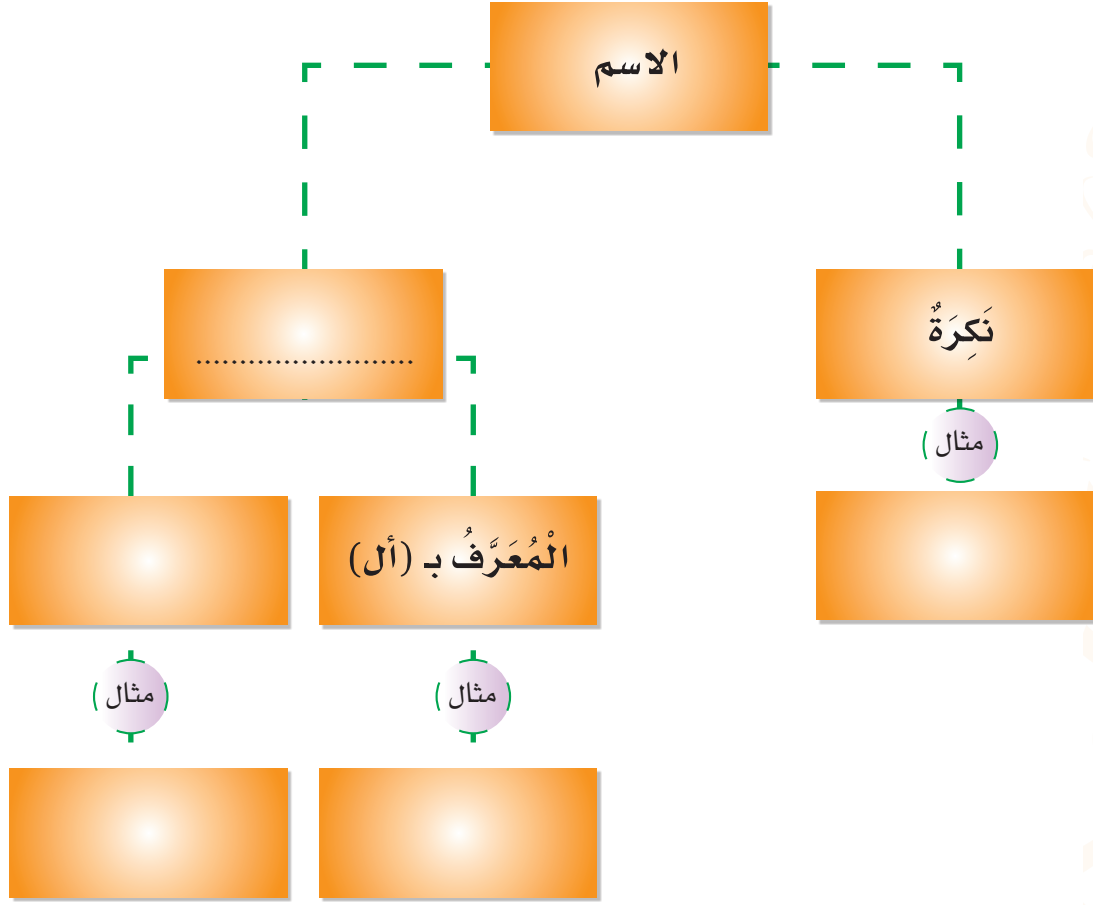 الاسم
نَكِرَةٌ
........................
مثال
الْمُعَرَّفُ بـ (أل)
مثال
مثال